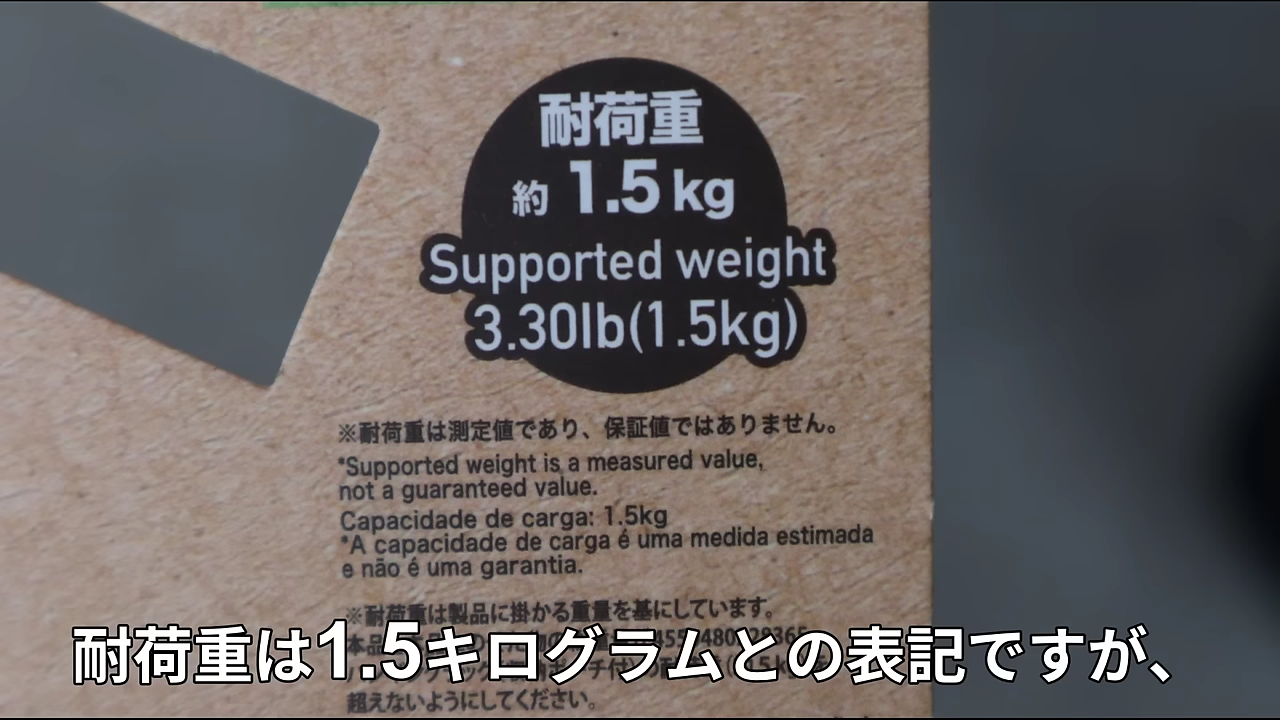 耐荷重
約 1.5 kg
Supported weight
3.30lb(1.5kg)
※耐荷重は測定値であり、保証値ではありません。
*Supported weight is a measured value,
not a guaranteed value.
Capacidade de carga: 1.5kg
*A capacidade de carga é uma medida estimada
e não é uma garantia.
※耐荷重は製品に掛かる重量を基にしています。
耐荷重は1.5キログラムとの表記ですが、
超えないようにしてください。